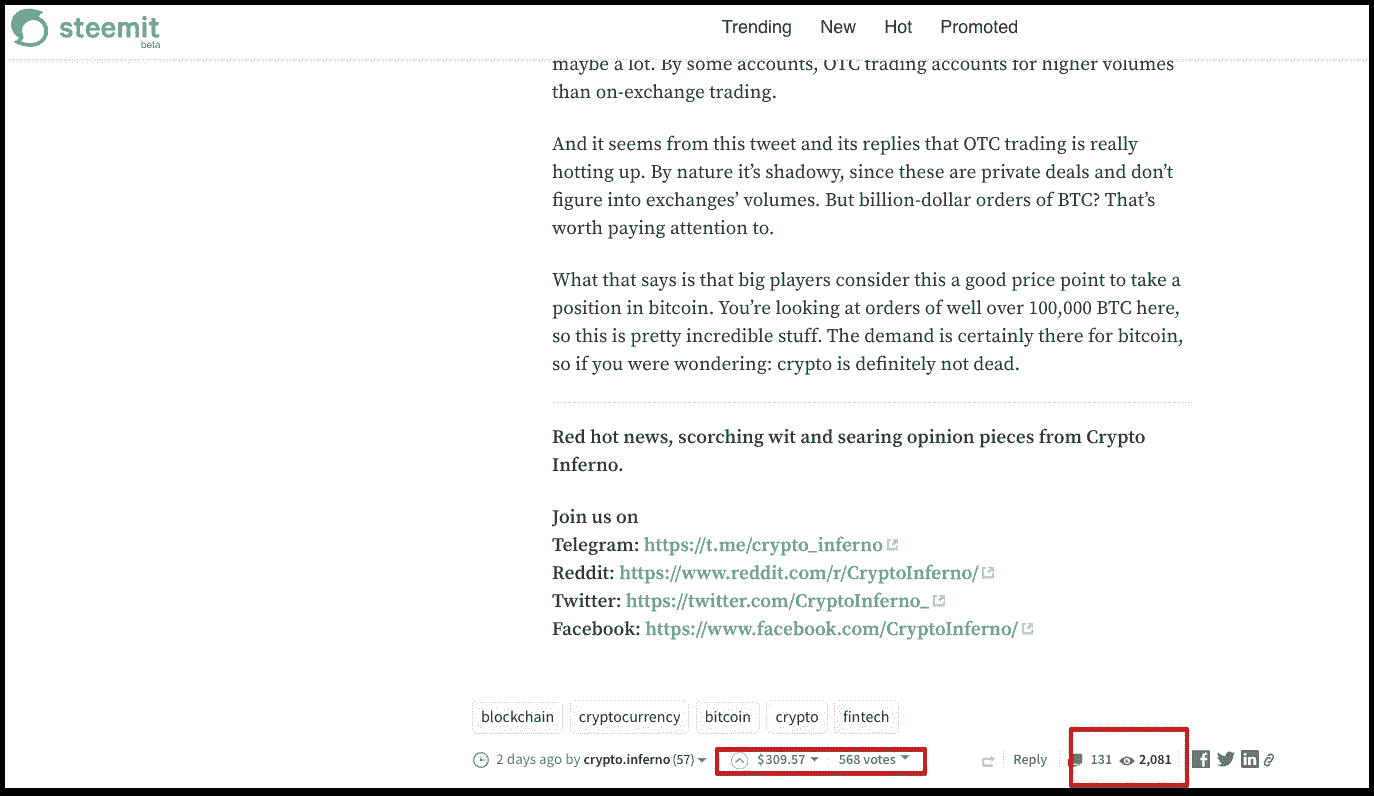 steemit
beta
Trending New Hot Promoted
maybe a lot. By some accounts, OTC trading accounts for higher volumes
than on-exchange trading.
And it seems from this tweet and its replies that OTC trading is really
hotting up. By nature it’s shadowy, since these are private deals and don’t
figure into exchanges’ volumes. But billion-dollar orders of BTC? That’s
worth paying attention to.
What that says is that big players consider this a good price point to take a
position in bitcoin. You’re looking at orders of well over 100,000 BTC here,
so this is pretty incredible stuff. The demand is certainly there for bitcoin,
so if you were wondering: crypto is definitely not dead.
Red hot news, scorching wit and searing opinion pieces from Crypto
Inferno.
Join us on
Telegram: https://t.me/crypto_inferno
Reddit: https://www.reddit.com/r/CryptoInferno/
Twitter: https://twitter.com/CryptoInferno_
Facebook: https://www.facebook.com/CryptoInferno/
blockchain cryptocurrency bitcoin crypto fintech
2 days ago by crypto.inferno (57) $309.57 568 votes Reply 131 2,081